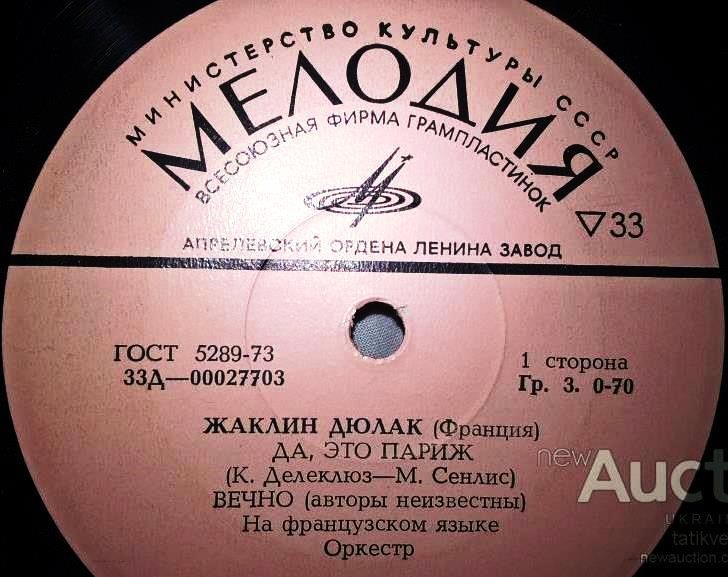 МИНИСТЕРСТВО КУЛЬТУРЫ СССР
МЕЛОДИЯ
ВСЕСОЮЗНАЯ ФИРМА ГРАМПЛАСТИНОК
▽33
АПРЕЛЕВСКИЙ ОРДЕНА ЛЕНИНА ЗАВОД
ГОСТ 5289-73
33Д—00027703
1 сторона
Гр. 3. 0-70
ЖАКЛИН ДЮЛАК (Франция)
ДА, ЭТО ПАРИЖ
(К. Делеклюз—М. Сенлис)
ВЕЧНО (авторы неизвестны)
На французском языке
Оркестр
new Auct
UKRAI
tatikve
newauction.com